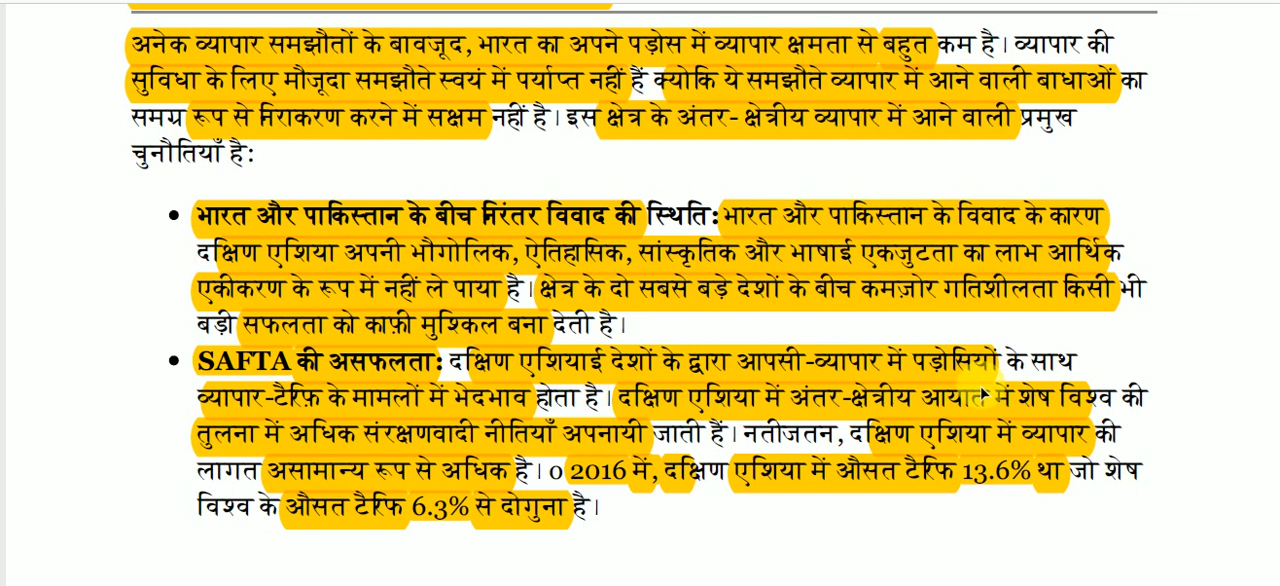 अनेक व्यापार समझौतों के बावजूद, भारत का अपने पड़ोस में व्यापार क्षमता से बहुत कम है। व्यापार की
सुविधा के लिए मौजूदा समझौते स्वयं में पर्याप्त नहीं हैं क्योकि ये समझौते व्यापार में आने वाली बाधाओं का
समग्र रूप से निराकरण करने में सक्षम नहीं है। इस क्षेत्र के अंतर- क्षेत्रीय व्यापार में आने वाली प्रमुख
चुनौतियाँ है:
• भारत और पाकिस्तान के बीच निरंतर विवाद की स्थिति: भारत और पाकिस्तान के विवाद के कारण
दक्षिण एशिया अपनी भौगोलिक, ऐतिहासिक, सांस्कृतिक और भाषाई एकजुटता का लाभ आर्थिक
एकीकरण के रूप में नहीं ले पाया है। क्षेत्र के दो सबसे बड़े देशों के बीच कमज़ोर गतिशीलता किसी भी
बड़ी सफलता को काफ़ी मुश्किल बना देती है।
• SAFTA की असफलता: दक्षिण एशियाई देशों के द्वारा आपसी-व्यापार में पड़ोसियों के साथ
व्यापार-टैरिफ़ के मामलों में भेदभाव होता है। दक्षिण एशिया में अंतर-क्षेत्रीय आयात में शेष विश्व की
तुलना में अधिक संरक्षणवादी नीतियाँ अपनायी जाती हैं। नतीजतन, दक्षिण एशिया में व्यापार की
लागत असामान्य रूप से अधिक है। o 2016 में, दक्षिण एशिया में औसत टैरिफ 13.6% था जो शेष
विश्व के औसत टैरिफ 6.3% से दोगुना है।